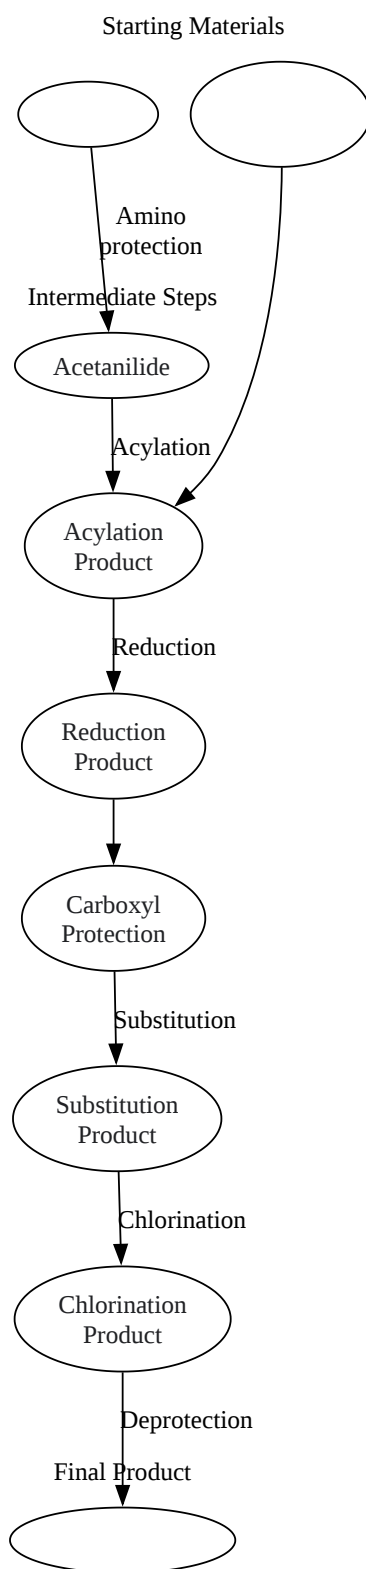 Starting Materials
Amino
protection
Intermediate Steps
Acetanilide
Acylation
Acylation
Product
Reduction
Reduction
Product
Carboxyl
Protection
Substitution
Substitution
Product
Chlorination
Chlorination
Product
Deprotection
Final Product